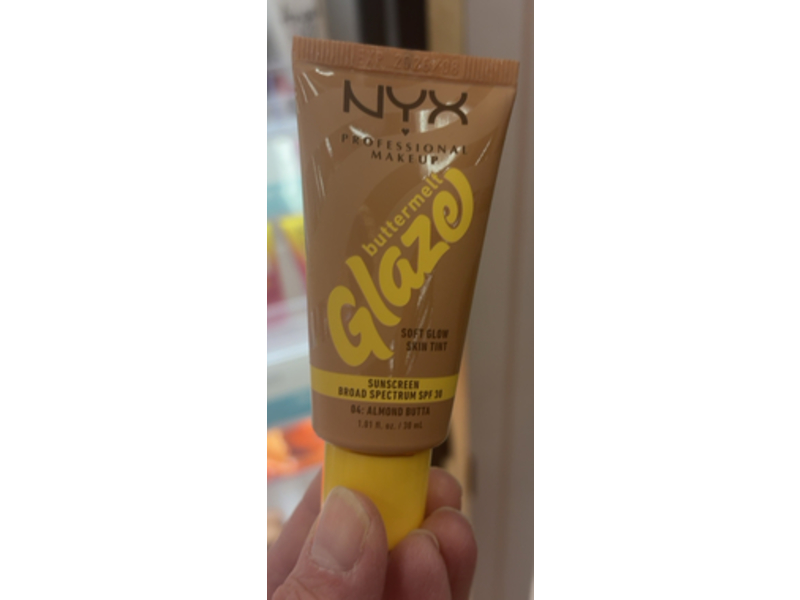 NYX
PROFESSIONAL
MAKEUP
buttermelt
Glaze
SOFT GLOW
SKIN TINT
SUNSCREEN
BROAD SPECTRUM SPF 30
04: ALMOND BUTTA
1.01 fl. oz. / 30 mL